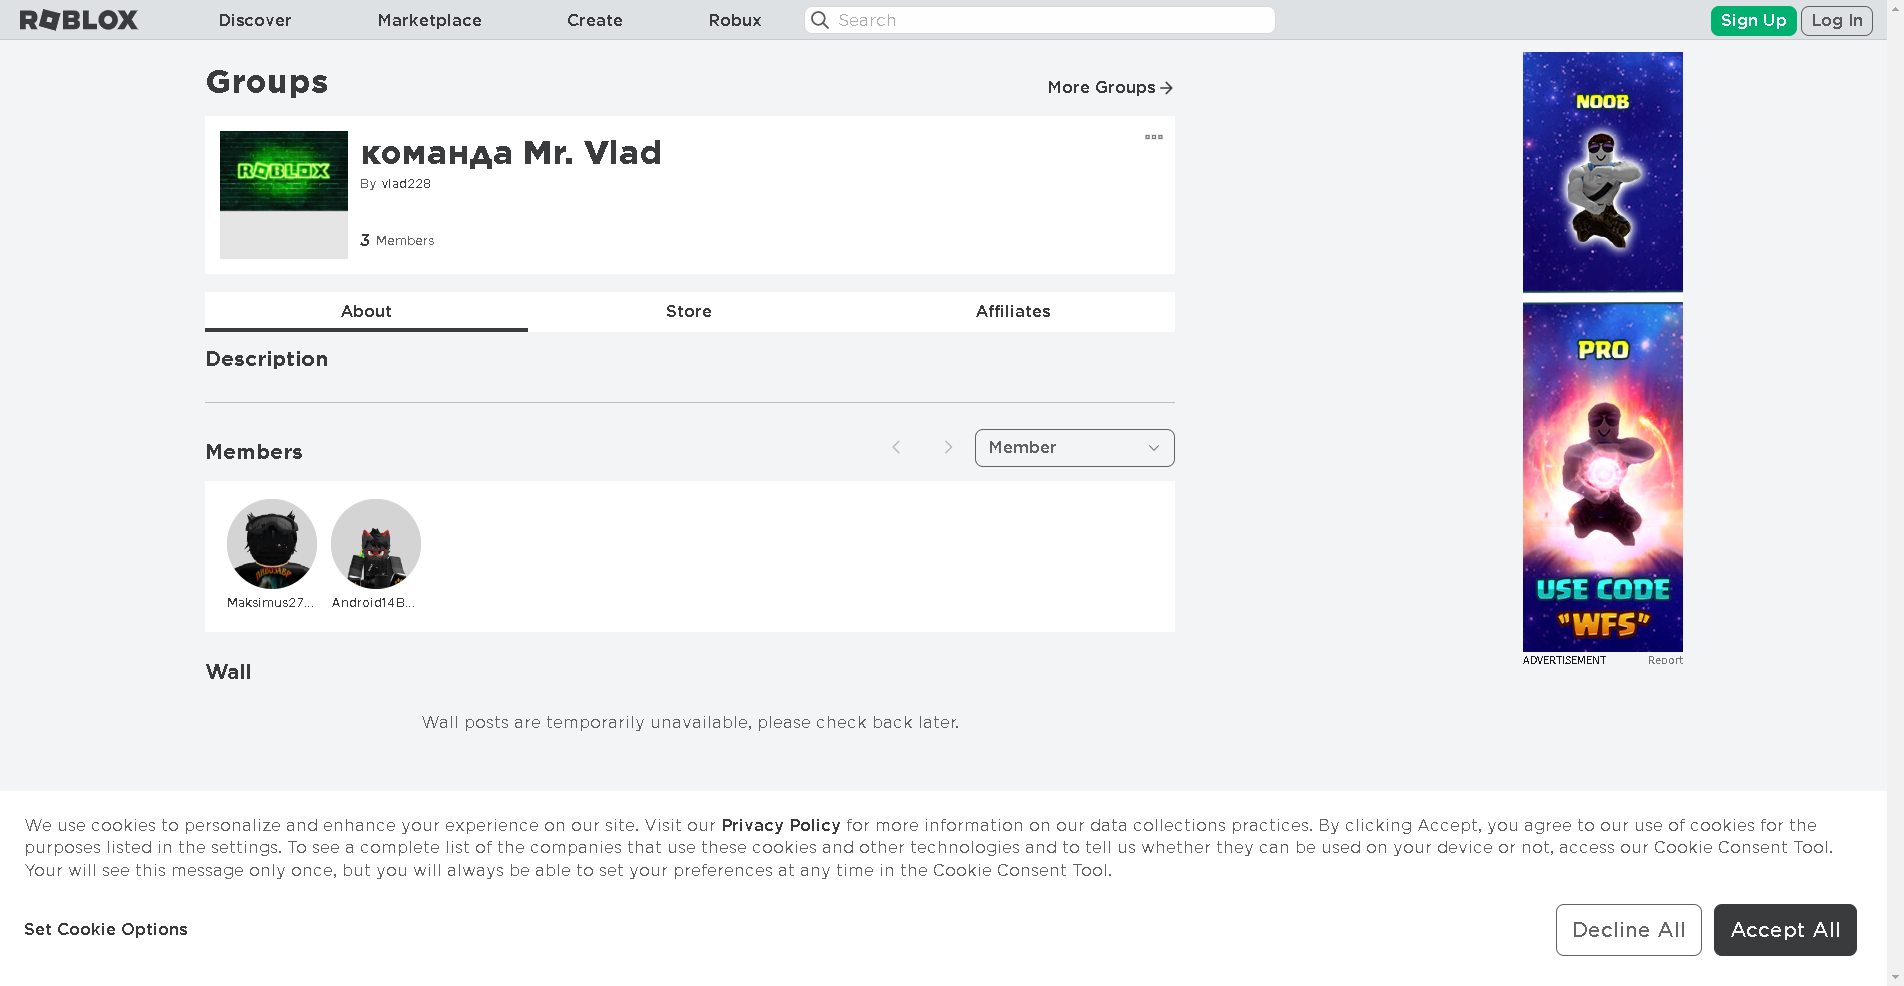 ROBLOX
Discover
Marketplace
Create
Robux
Search
Sign Up
Log In
Groups
More Groups
ROBLOX
команда Mr. Vlad
By vlad228
3 Members
About
Store
Affiliates
Description
Members
Member
Maksimus27...
Android14B...
Wall
Wall posts are temporarily unavailable, please check back later.
NOOB
PRO
USE CODE
"WFS"
ADVERTISEMENT
Report
We use cookies to personalize and enhance your experience on our site. Visit our Privacy Policy for more information on our data collections practices. By clicking Accept, you agree to our use of cookies for the
purposes listed in the settings. To see a complete list of the companies that use these cookies and other technologies and to tell us whether they can be used on your device or not, access our Cookie Consent Tool.
Your will see this message only once, but you will always be able to set your preferences at any time in the Cookie Consent Tool.
Set Cookie Options
Decline All
Accept All